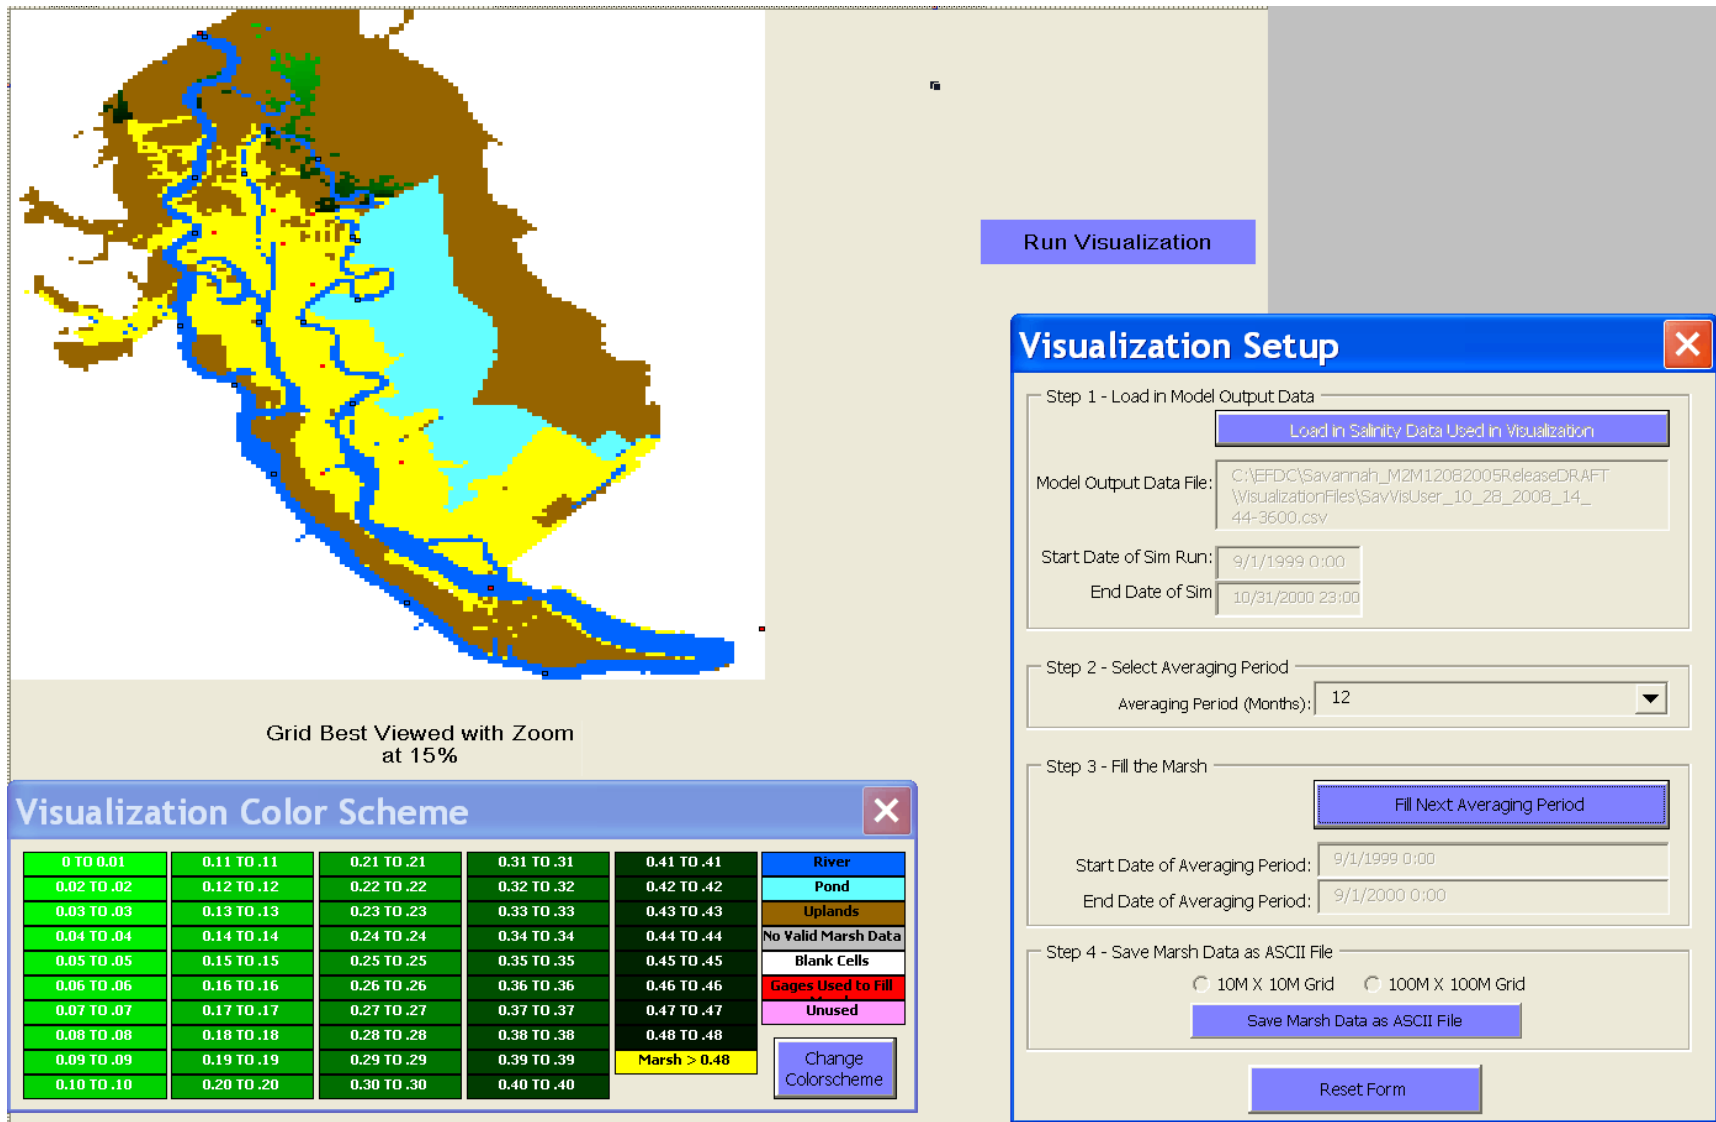 Run Visualization
Grid Best Viewed with Zoom
at 15%
Visualization Color Scheme
0 TO 0.01
0.02 TO .02
0.03 TO .03
0.04 TO .04
0.05 TO .05
0.06 TO .06
0.07 TO .07
0.08 TO .08
0.09 TO .09
0.10 TO .10
0.11 TO .11
0.12 TO .12
0.13 TO .13
0.14 TO .14
0.15 TO .15
0.16 TO .16
0.17 TO .17
0.18 TO .18
0.19 TO .19
0.20 TO .20
0.21 TO .21
0.22 TO .22
0.23 TO .23
0.24 TO .24
0.25 TO .25
0.26 TO .26
0.27 TO .27
0.28 TO .28
0.29 TO .29
0.30 TO .30
0.31 TO .31
0.32 TO .32
0.33 TO .33
0.34 TO .34
0.35 TO .35
0.36 TO .36
0.37 TO .37
0.38 TO .38
0.39 TO .39
0.40 TO .40
0.41 TO .41
0.42 TO .42
0.43 TO .43
0.44 TO .44
0.45 TO .45
0.46 TO .46
0.47 TO .47
0.48 TO .48
Marsh > 0.48
River
Pond
Uplands
No Valid Marsh Data
Blank Cells
Gages Used to Fill
Unused
Change
Colorscheme
Visualization Setup
Step 1 - Load in Model Output Data
Load in Salinity Data Used in Visualization
Model Output Data File:
C:\EFDC\Savannah_M2M12082005ReleaseDRAFT
\VisualizationFiles\SavVisUser_10_28_2008_14_
44-3600.csv
Start Date of Sim Run: 9/1/1999 0:00
End Date of Sim 10/31/2000 23:00
Step 2 - Select Averaging Period
Averaging Period (Months): 12
Step 3 - Fill the Marsh
Fill Next Averaging Period
Start Date of Averaging Period: 9/1/1999 0:00
End Date of Averaging Period: 9/1/2000 0:00
Step 4 - Save Marsh Data as ASCII File
10M X 10M Grid 100M X 100M Grid
Save Marsh Data as ASCII File
Reset Form